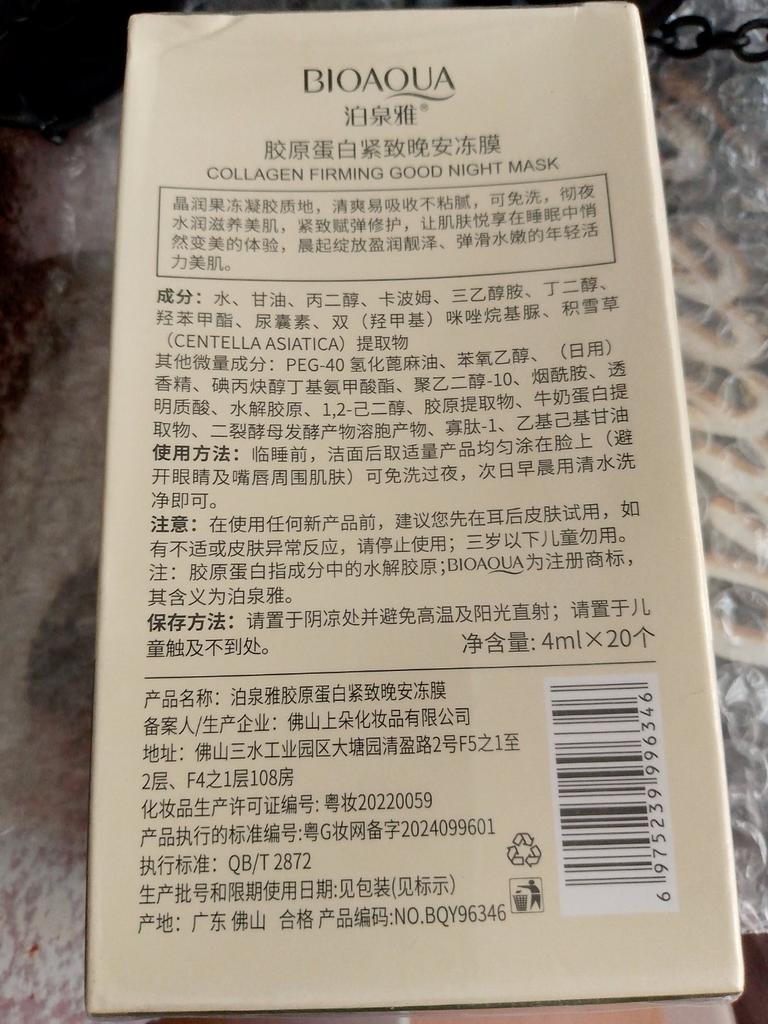 BIOAQUA
泊泉雅®
胶原蛋白紧致晚安冻膜
COLLAGEN FIRMING GOOD NIGHT MASK
晶润果冻凝胶质地，清爽易吸收不粘腻，可免洗，彻夜
水润滋养美肌，紧致赋弹修护，让肌肤悦享在睡眠中悄
然变美的体验，晨起绽放盈润靓泽、弹滑水嫩的年轻活
力美肌。
成分：水、甘油、丙二醇、卡波姆、三乙醇胺、丁二醇、
羟苯甲酯、尿囊素、双（羟甲基）咪唑烷基脲、积雪草
（CENTELLA ASIATICA）提取物
其他微量成分：PEG-40 氢化蓖麻油、苯氧乙醇、（日用）
香精、碘丙炔醇丁基氨甲酸酯、聚乙二醇-10、烟酰胺、透
明质酸、水解胶原、1,2-己二醇、胶原提取物、牛奶蛋白提
取物、二裂酵母发酵产物溶胞产物、寡肽-1、乙基己基甘油
使用方法：临睡前，洁面后取适量产品均匀涂在脸上（避
开眼睛及嘴唇周围肌肤）可免洗过夜，次日早晨用清水洗
净即可。
注意：在使用任何新产品前，建议您先在耳后皮肤试用，如
有不适或皮肤异常反应，请停止使用；三岁以下儿童勿用。
注：胶原蛋白指成分中的水解胶原;BIOAQUA为注册商标，
其含义为泊泉雅。
保存方法：请置于阴凉处并避免高温及阳光直射；请置于儿
童触及不到处。
净含量: 4ml×20个
产品名称：泊泉雅胶原蛋白紧致晚安冻膜
备案人/生产企业：佛山上朵化妆品有限公司
地址：佛山三水工业园区大塘园清盈路2号F5之1至
2层、F4之1层108房
化妆品生产许可证编号: 粤妆20220059
产品执行的标准编号:粤G妆网备字2024099601
执行标准：QB/T 2872
生产批号和限期使用日期:见包装(见标示)
产地：广东 佛山 合格 产品编码:NO.BQY96346
6 975239 996346